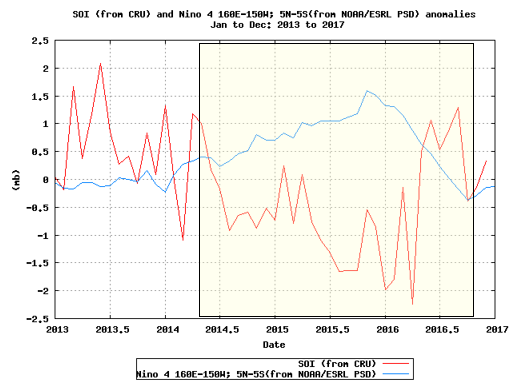 SOI (from CRU) and Nino 4 160E-150W; 5N-5S(from NOAA/ESRL PSD) anomalies
Jan to Dec: 2013 to 2017
2.5
2
1.5
1
0.5
0
-0.5
-1
-1.5
-2
-2.5
(mb)
2013 2013.5 2014 2014.5 2015 2015.5 2016 2016.5 2017
Date
SOI (from CRU)
Nino 4 160E-150W; 5N-5S(from NOAA/ESRL PSD)